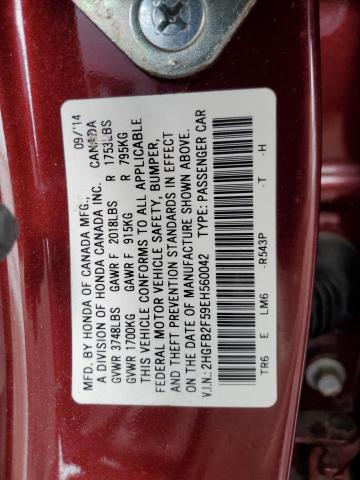 MFD. BY HONDA OF CANADA MFG., 09/'14
A DIVISION OF HONDA CANADA INC. CANADA
GVWR 3748LBS GAWR F 2018LBS R 1753LBS
GVWR 1700KG GAWR F 915KG R 795KG
THIS VEHICLE CONFORMS TO ALL APPLICABLE
FEDERAL MOTOR VEHICLE SAFETY, BUMPER,
AND THEFT PREVENTION STANDARDS IN EFFECT
ON THE DATE OF MANUFACTURE SHOWN ABOVE.
V.I.N.: 2HGFB2F59EH560042 TYPE: PASSENGER CAR
TR6 E LM6 -R543P -T -H